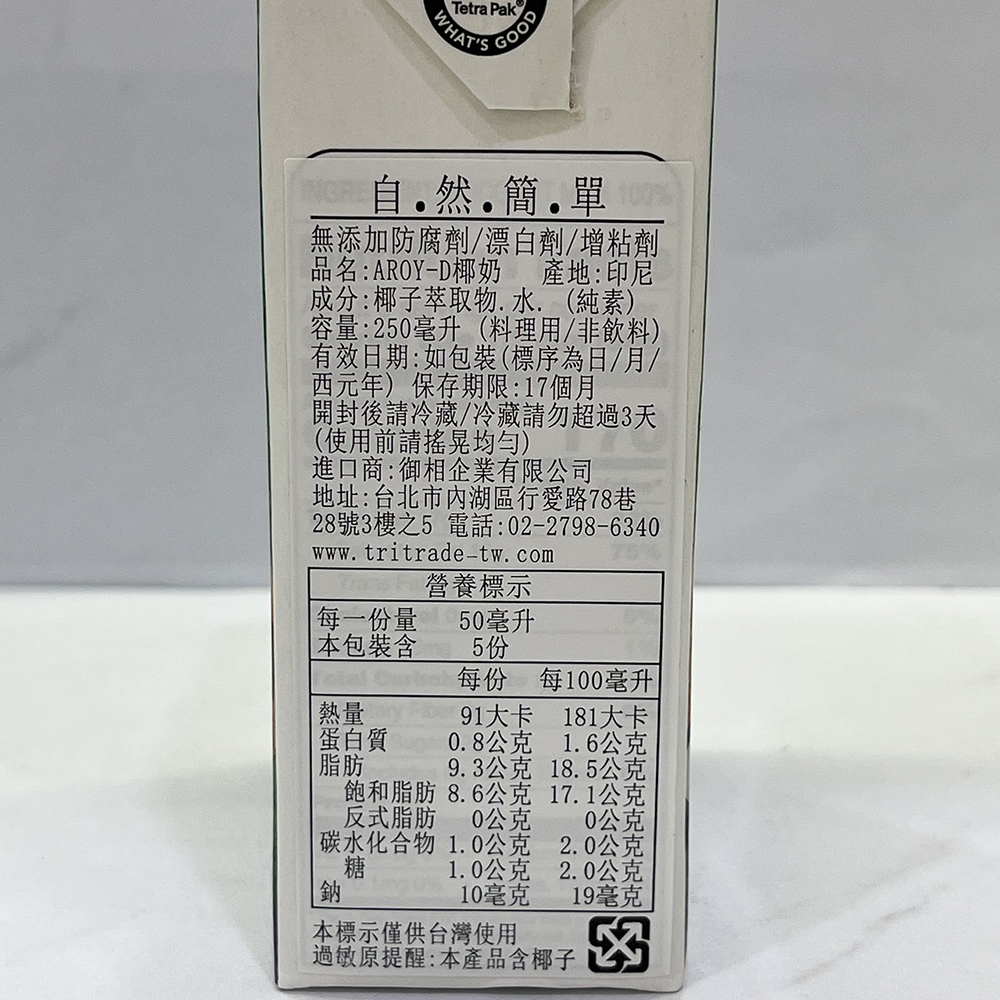 Tetra Pak®
WHAT'S GOOD
自.然.簡.單
無添加防腐劑/漂白劑/增粘劑
品名:AROY-D椰奶 產地:印尼
成分:椰子萃取物.水. (純素)
容量:250毫升 (料理用/非飲料)
有效日期:如包裝(標序為日/月/
西元年) 保存期限:17個月
開封後請冷藏/冷藏請勿超過3天
(使用前請搖晃均勻)
進口商:御相企業有限公司
地址:台北市內湖區行愛路78巷
28號3樓之5 電話:02-2798-6340
www.tritrade-tw.com
營養標示
每一份量 50毫升
本包裝含 5份
每份 每100毫升
熱量 91大卡 181大卡
蛋白質 0.8公克 1.6公克
脂肪 9.3公克 18.5公克
飽和脂肪 8.6公克 17.1公克
反式脂肪 0公克 0公克
碳水化合物 1.0公克 2.0公克
糖 1.0公克 2.0公克
鈉 10毫克 19毫克
本標示僅供台灣使用
過敏原提醒:本產品含椰子